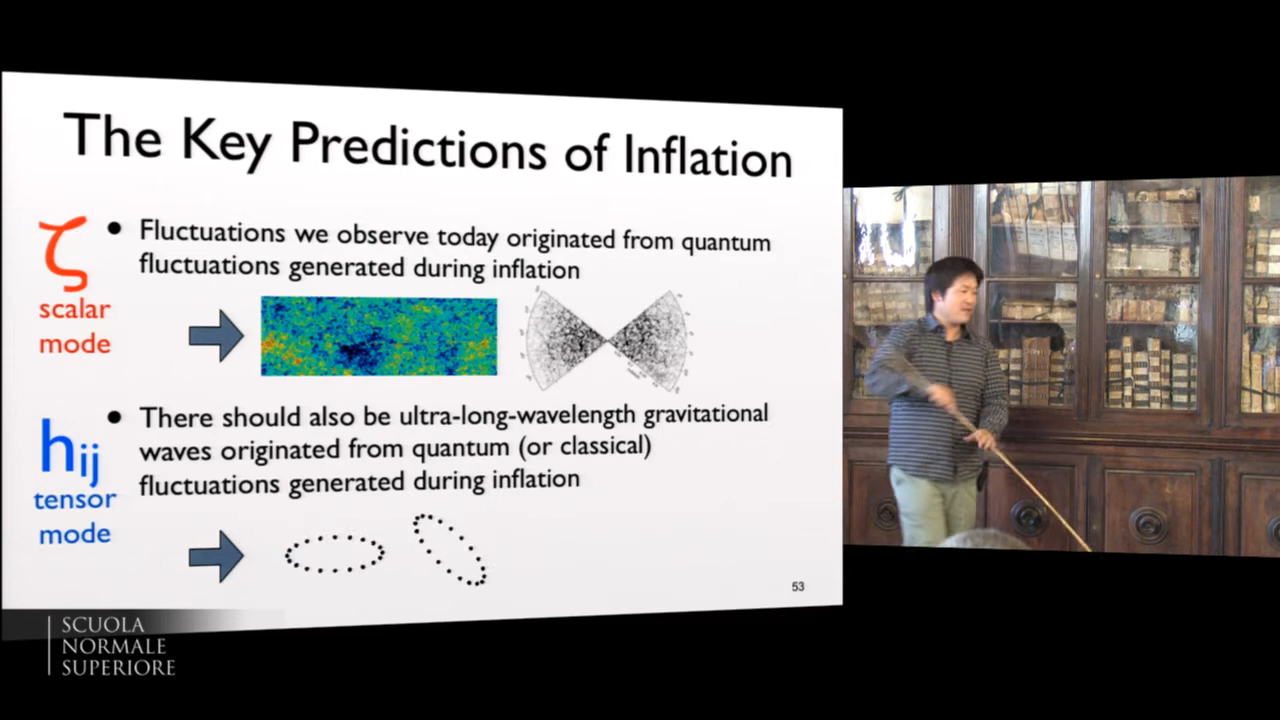 The Key Predictions of Inflation
ζ
scalar
mode
• Fluctuations we observe today originated from quantum
fluctuations generated during inflation
hij
tensor
mode
• There should also be ultra-long-wavelength gravitational
waves originated from quantum (or classical)
fluctuations generated during inflation
53
SCUOLA
NORMALE
SUPERIORE